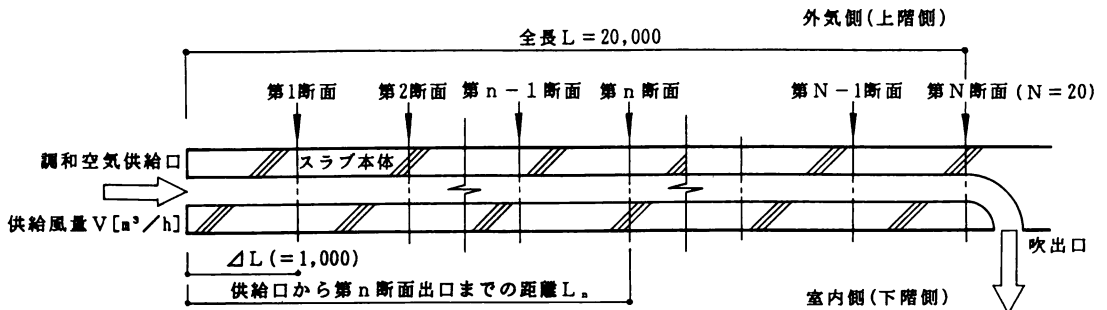 外気側(上階側)
全長L=20,000
第1断面 第2断面 第n-1断面 第n断面 第N-1断面 第N断面(N=20)
調和空気供給口 スラブ本体
供給風量V[m³/h]
⊿L(=1,000)
吹出口
供給口から第n断面出口までの距離Lₙ
室内側(下階側)